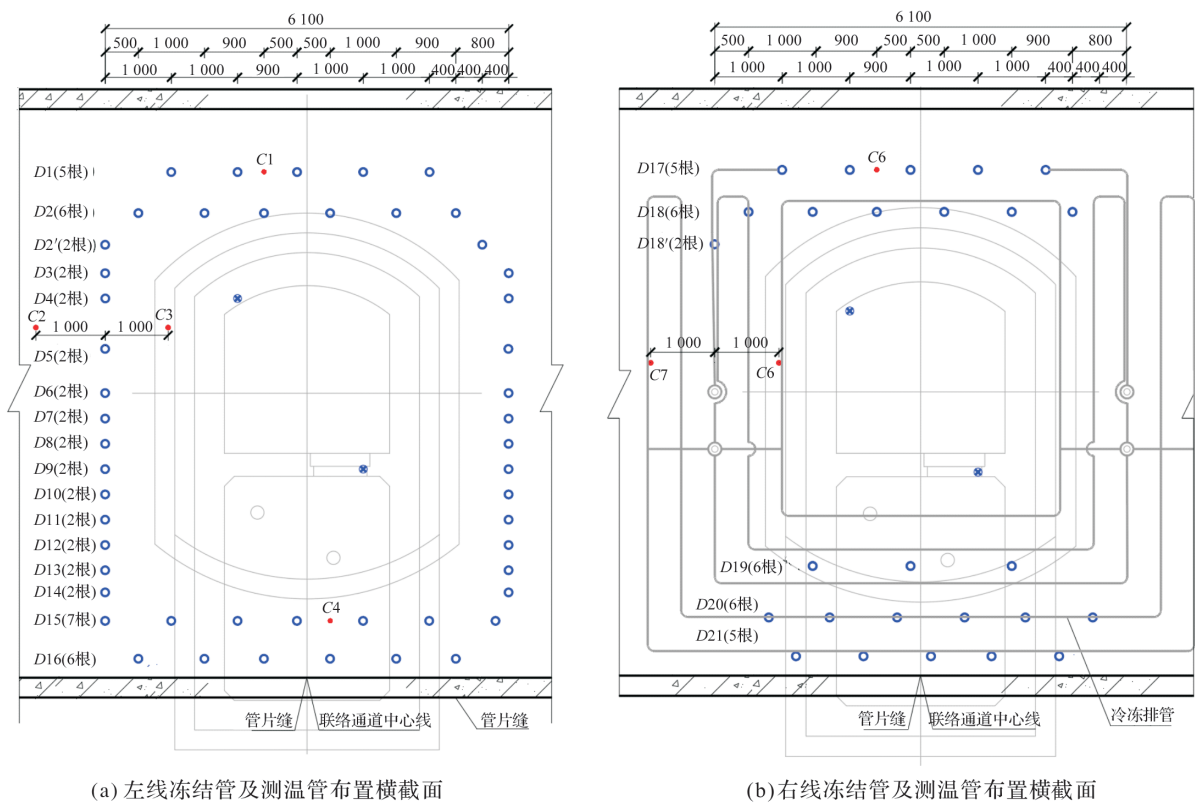 6 100
500 1 000 900 500 500 1 000 900 800
1 000 1 000 900 1 000 1 000 400 400 400
D1(5根)
C1
D2(6根)
D2′(2根)
D3(2根)
D4(2根)
C2
1 000
1 000
C3
D5(2根)
D6(2根)
D7(2根)
D8(2根)
D9(2根)
D10(2根)
D11(2根)
D12(2根)
D13(2根)
D14(2根)
C4
D15(7根)
D16(6根)
管片缝
联络通道中心线
管片缝
(a) 左线冻结管及测温管布置横截面
6 100
500 1 000 900 500 500 1 000 900 800
1 000 1 000 900 1 000 1 000 400 400 400
D17(5根)
C6
D18(6根)
D18′(2根)
1 000
1 000
C7
C6
D19(6根)
D20(6根)
D21(5根)
管片缝
联络通道中心线
冷冻排管
(b) 右线冻结管及测温管布置横截面